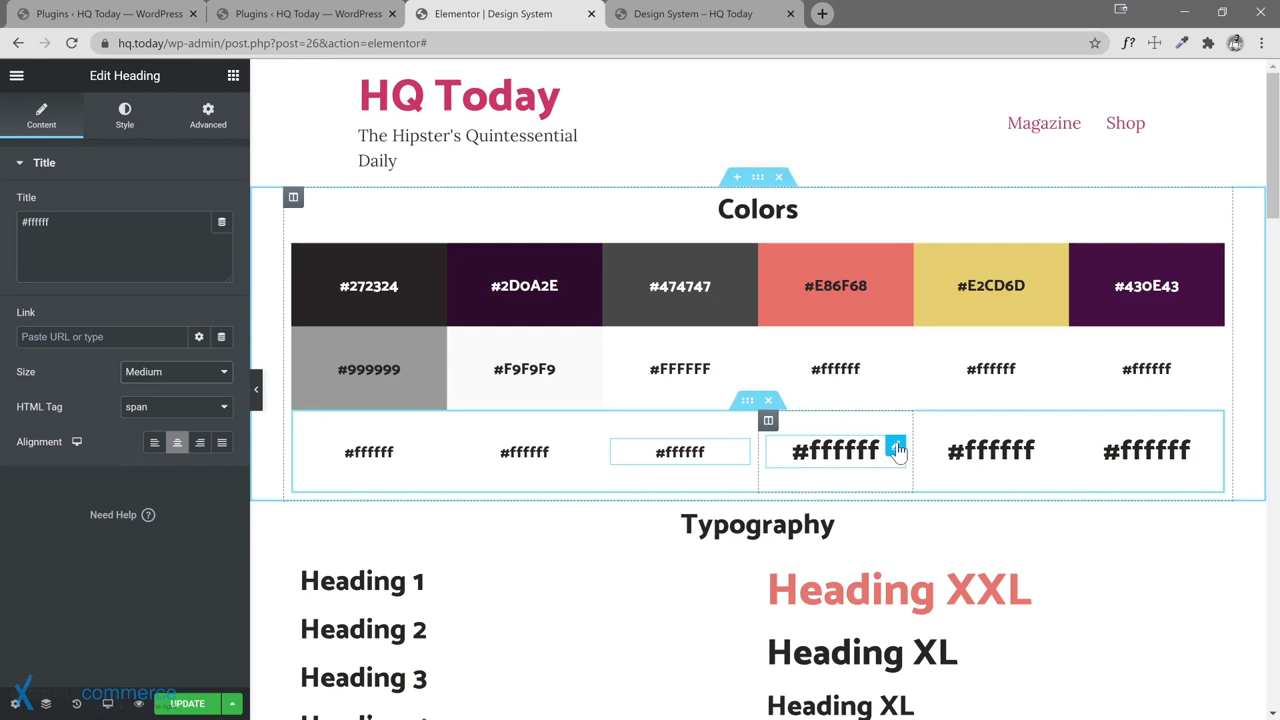 Plugins ‹ HQ Today — WordPress
Plugins ‹ HQ Today — WordPress
Elementor | Design System
Design System – HQ Today
hq.today/wp-admin/post.php?post=26&action=elementor#
Edit Heading
Content
Style
Advanced
Title
Title
#ffffff
Link
Paste URL or type
Size
Medium
HTML Tag
span
Alignment
Need Help
UPDATE
commerce
HQ Today
The Hipster's Quintessential
Daily
Magazine
Shop
Colors
#272324
#2D0A2E
#474747
#E86F68
#E2CD6D
#430E43
#999999
#F9F9F9
#FFFFFF
#ffffff
#ffffff
#ffffff
#ffffff
#ffffff
#ffffff
#ffffff
#ffffff
#ffffff
Typography
Heading 1
Heading 2
Heading 3
Heading XXL
Heading XL
Heading XL